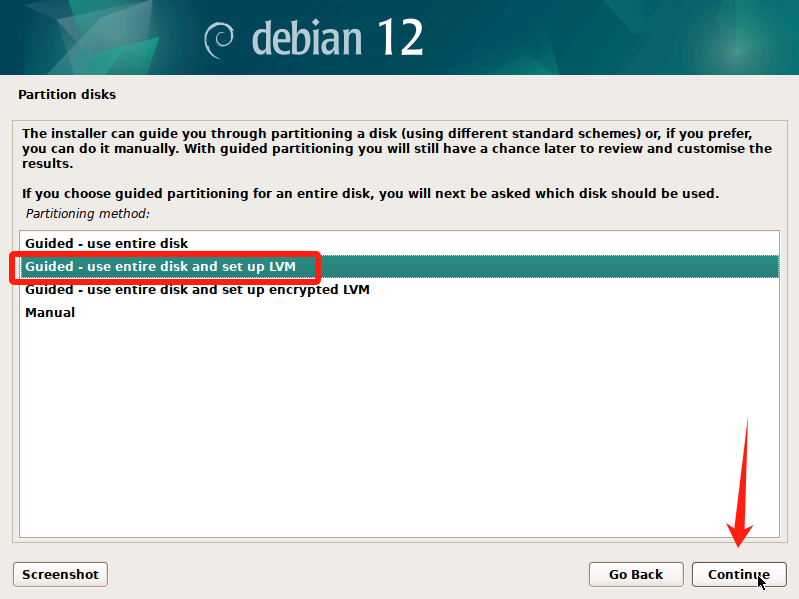 debian 12
Partition disks
The installer can guide you through partitioning a disk (using different standard schemes) or, if you prefer,
you can do it manually. With guided partitioning you will still have a chance later to review and customise the
results.
If you choose guided partitioning for an entire disk, you will next be asked which disk should be used.
Partitioning method:
Guided - use entire disk
Guided - use entire disk and set up LVM
Guided - use entire disk and set up encrypted LVM
Manual
Screenshot
Go Back
Continue